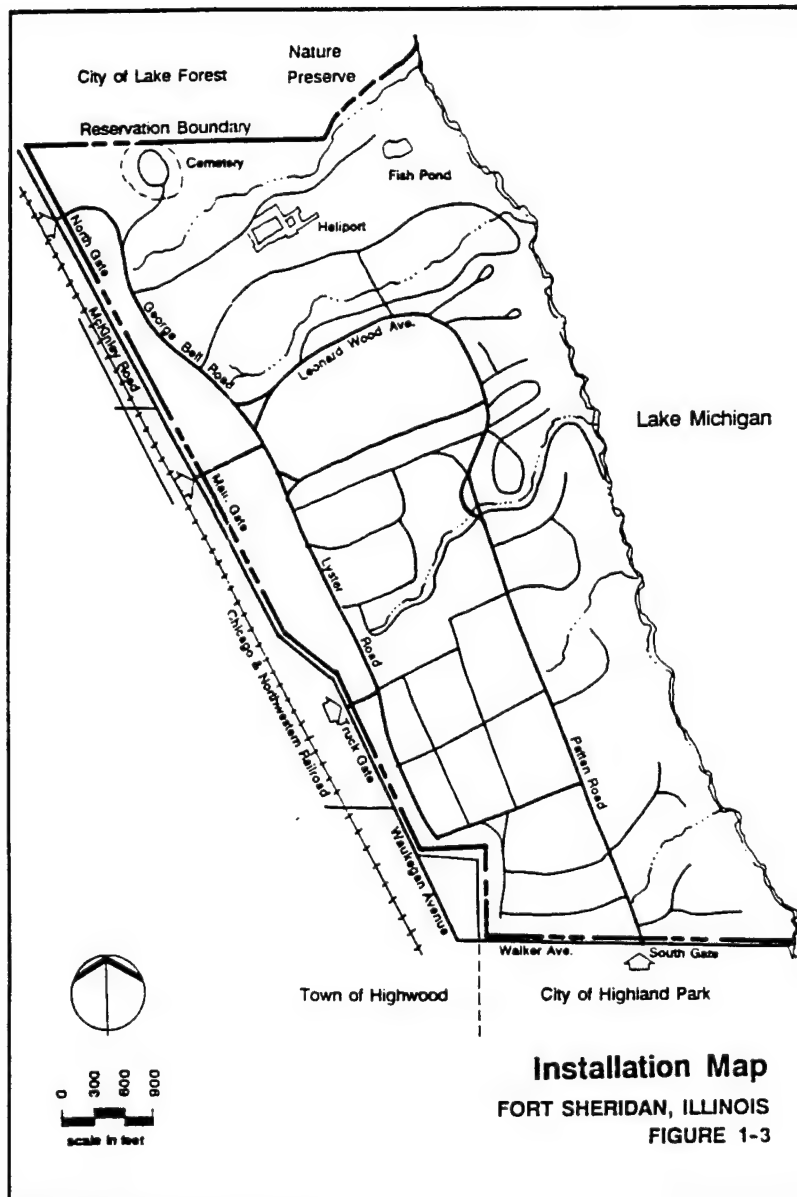 City of Lake Forest
Nature
Preserve
Reservation Boundary
Cemetery
Fish Pond
Heliport
North Gate
McKinley Road
George Bell Road
Leonard Wood Ave.
Lake Michigan
Main Gate
Lyster
Road
Chicago & Northwestern Railroad
Truck Gate
Patten Road
Waukegan Avenue
Walker Ave.
South Gate
Town of Highwood
City of Highland Park
0 300 600 900
scale in feet
Installation Map
FORT SHERIDAN, ILLINOIS
FIGURE 1-3